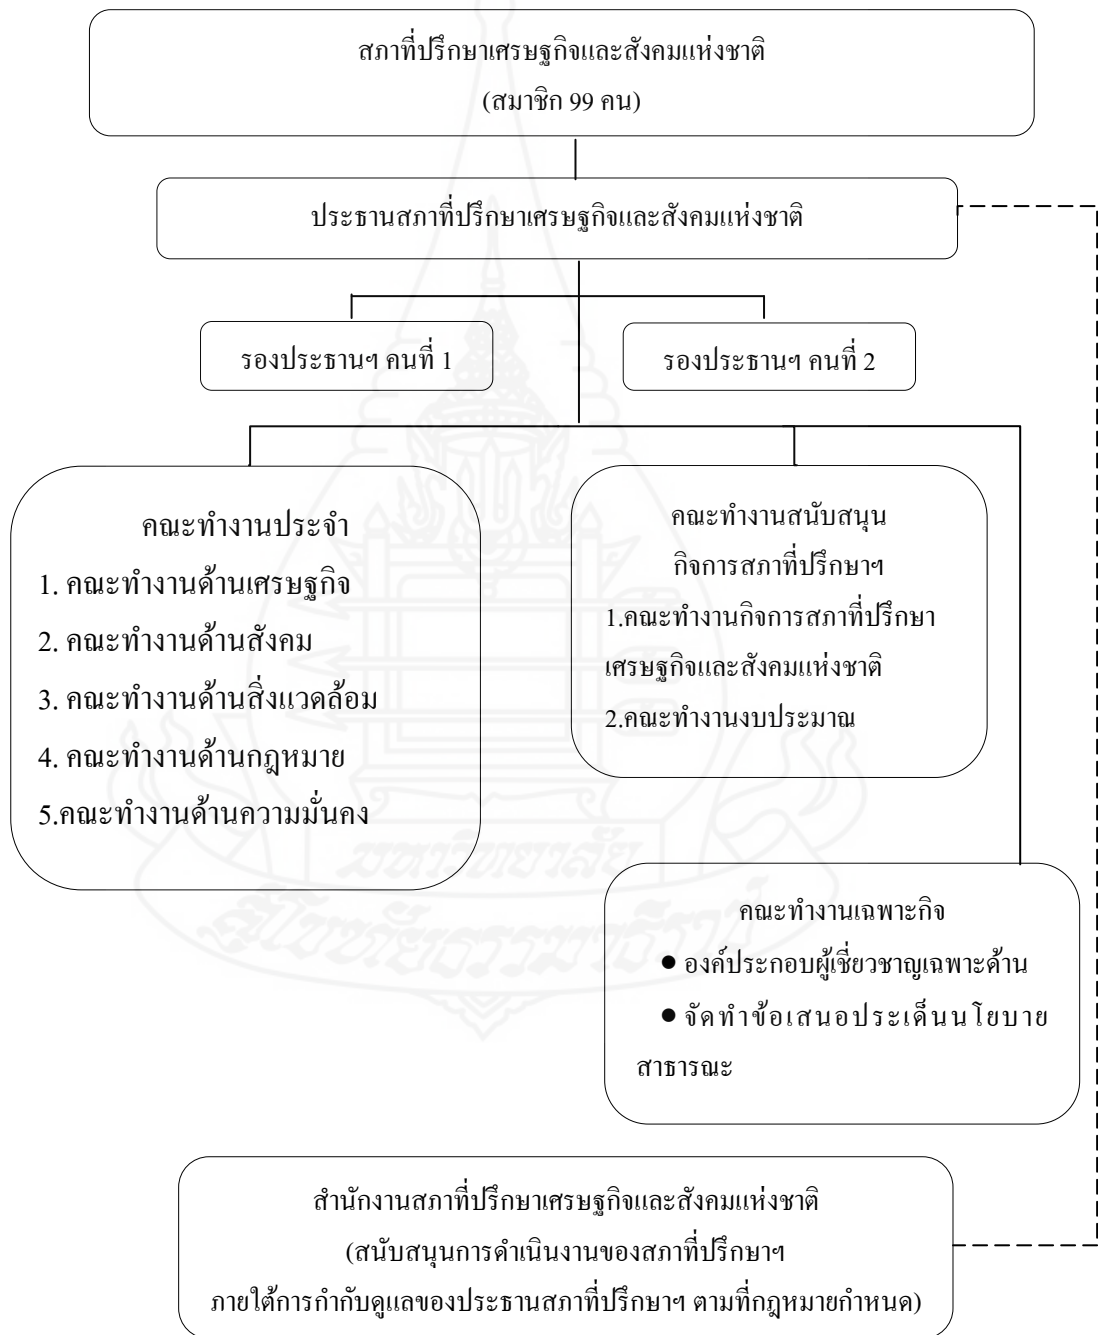 สภาที่ปรึกษาเศรษฐกิจและสังคมแห่งชาติ
(สมาชิก 99 คน)
ประธานสภาที่ปรึกษาเศรษฐกิจและสังคมแห่งชาติ
รองประธานฯ คนที่ 1
รองประธานฯ คนที่ 2
คณะทำงานประจำ
1. คณะทำงานด้านเศรษฐกิจ
2. คณะทำงานด้านสังคม
3. คณะทำงานด้านสิ่งแวดล้อม
4. คณะทำงานด้านกฎหมาย
5.คณะทำงานด้านความมั่นคง
คณะทำงานสนับสนุน
กิจการสภาที่ปรึกษาฯ
1.คณะทำงานกิจการสภาที่ปรึกษา
เศรษฐกิจและสังคมแห่งชาติ
2.คณะทำงานงบประมาณ
คณะทำงานเฉพาะกิจ
● องค์ประกอบผู้เชี่ยวชาญเฉพาะด้าน
● จัดทำข้อเสนอประเด็นนโยบาย
สาธารณะ
สำนักงานสภาที่ปรึกษาเศรษฐกิจและสังคมแห่งชาติ
(สนับสนุนการดำเนินงานของสภาที่ปรึกษาฯ
ภายใต้การกำกับดูแลของประธานสภาที่ปรึกษาฯ ตามที่กฎหมายกำหนด)
มหาวิทยาลัย
สุโขทัยธรรมาธิราช